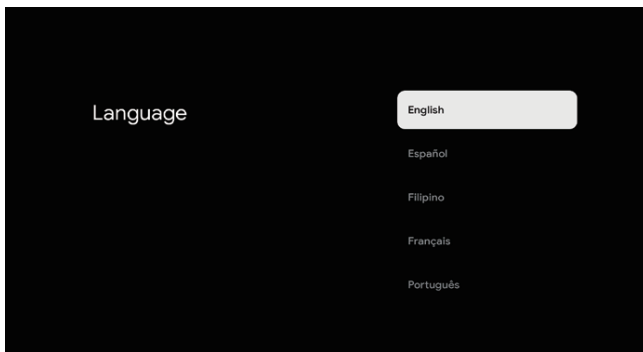 Language
English
Español
Filipino
Français
Português